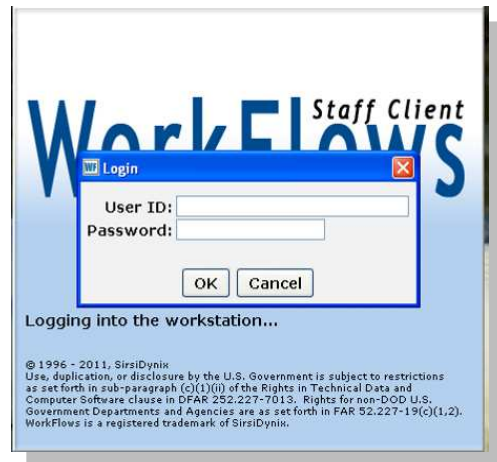 Staff Client
WorkFlows
WF Login
User ID:
Password:
OK Cancel
Logging into the workstation...
© 1996 - 2011, SirsiDynix
Use, duplication, or disclosure by the U.S. Government is subject to restrictions
as set forth in sub-paragraph (c)(1)(ii) of the Rights in Technical Data and
Computer Software clause in DFAR 252.227-7013. Rights for non-DOD U.S.
Government Departments and Agencies are as set forth in FAR 52.227-19(c)(1,2).
WorkFlows is a registered trademark of SirsiDynix.